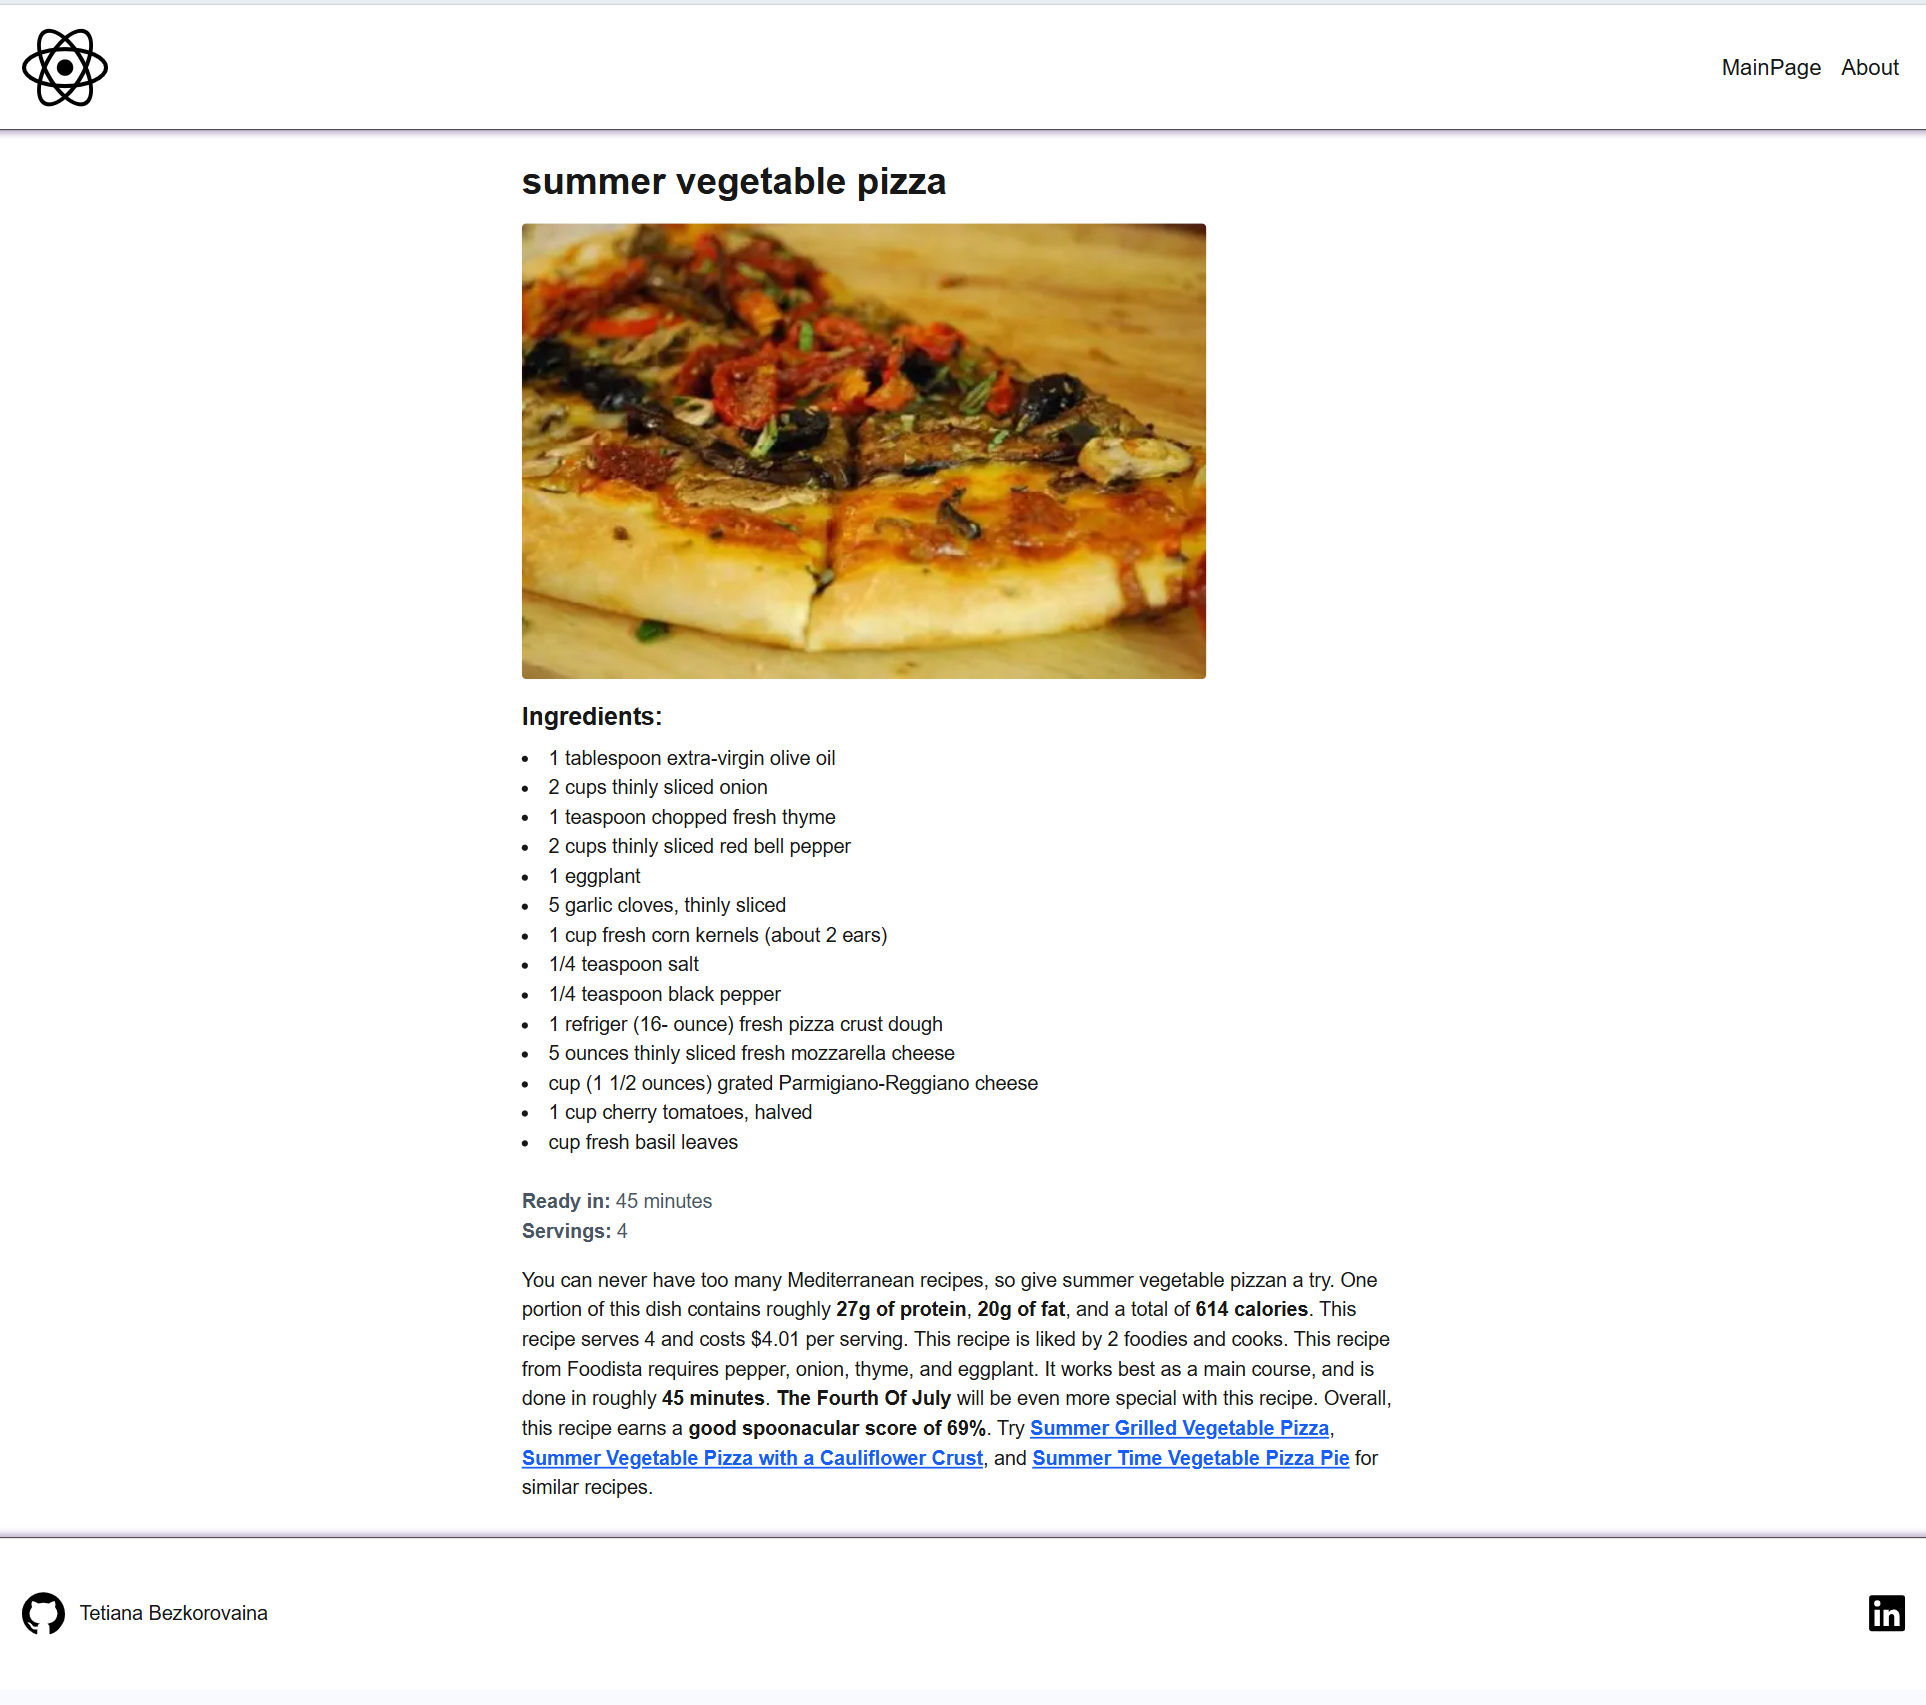 MainPage About
summer vegetable pizza
Ingredients:
1 tablespoon extra-virgin olive oil
2 cups thinly sliced onion
1 teaspoon chopped fresh thyme
2 cups thinly sliced red bell pepper
1 eggplant
5 garlic cloves, thinly sliced
1 cup fresh corn kernels (about 2 ears)
1/4 teaspoon salt
1/4 teaspoon black pepper
1 refriger (16- ounce) fresh pizza crust dough
5 ounces thinly sliced fresh mozzarella cheese
cup (1 1/2 ounces) grated Parmigiano-Reggiano cheese
1 cup cherry tomatoes, halved
cup fresh basil leaves
Ready in: 45 minutes
Servings: 4
You can never have too many Mediterranean recipes, so give summer vegetable pizzan a try. One
portion of this dish contains roughly 27g of protein, 20g of fat, and a total of 614 calories. This
recipe serves 4 and costs $4.01 per serving. This recipe is liked by 2 foodies and cooks. This recipe
from Foodista requires pepper, onion, thyme, and eggplant. It works best as a main course, and is
done in roughly 45 minutes. The Fourth Of July will be even more special with this recipe. Overall,
this recipe earns a good spoonacular score of 69%. Try Summer Grilled Vegetable Pizza,
Summer Vegetable Pizza with a Cauliflower Crust, and Summer Time Vegetable Pizza Pie for
similar recipes.
Tetiana Bezkorovaina
in